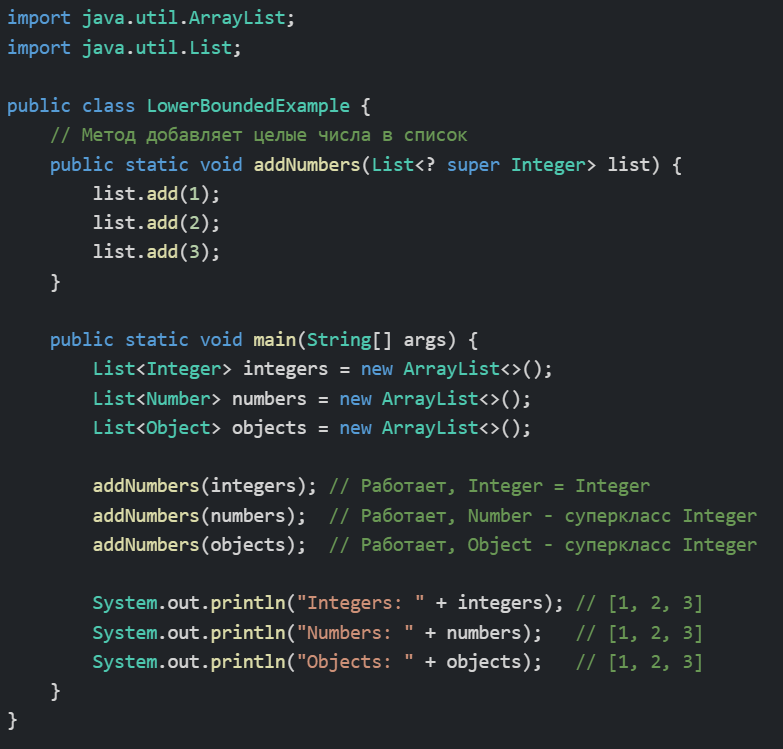 import java.util.ArrayList;
import java.util.List;

public class LowerBoundedExample {
    // Метод добавляет целые числа в список
    public static void addNumbers(List<? super Integer> list) {
        list.add(1);
        list.add(2);
        list.add(3);
    }

    public static void main(String[] args) {
        List<Integer> integers = new ArrayList<>();
        List<Number> numbers = new ArrayList<>();
        List<Object> objects = new ArrayList<>();

        addNumbers(integers); // Работает, Integer = Integer
        addNumbers(numbers);  // Работает, Number - суперкласс Integer
        addNumbers(objects);  // Работает, Object - суперкласс Integer

        System.out.println("Integers: " + integers); // [1, 2, 3]
        System.out.println("Numbers: " + numbers);   // [1, 2, 3]
        System.out.println("Objects: " + objects);   // [1, 2, 3]
    }
}